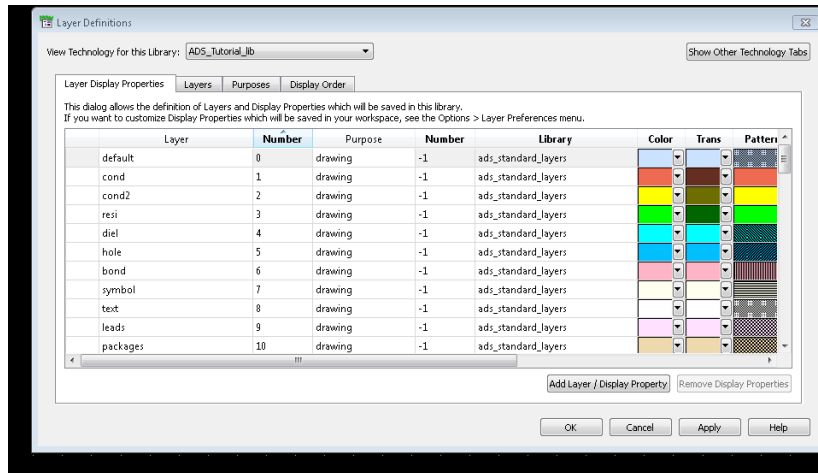 Layer Definitions
View Technology for this Library: ADS_Tutorial_lib
Show Other Technology Tabs
Layer Display Properties Layers Purposes Display Order
This dialog allows the definition of Layers and Display Properties which will be saved in this library.
If you want to customize Display Properties which will be saved in your workspace, see the Options > Layer Preferences menu.
Layer Number Purpose Number Library Color Trans Pattern
default 0 drawing -1 ads_standard_layers
cond 1 drawing -1 ads_standard_layers
cond2 2 drawing -1 ads_standard_layers
resi 3 drawing -1 ads_standard_layers
diel 4 drawing -1 ads_standard_layers
hole 5 drawing -1 ads_standard_layers
bond 6 drawing -1 ads_standard_layers
symbol 7 drawing -1 ads_standard_layers
text 8 drawing -1 ads_standard_layers
leads 9 drawing -1 ads_standard_layers
packages 10 drawing -1 ads_standard_layers
Add Layer / Display Property Remove Display Properties
OK Cancel Apply Help